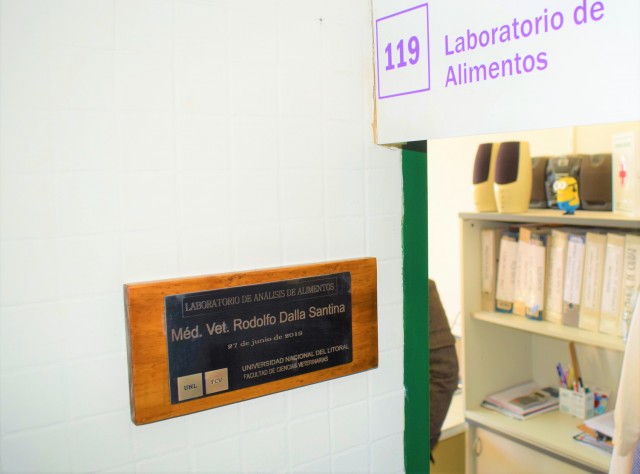 119
Laboratorio de
Alimentos
LABORATORIO DE ANÁLISIS DE ALIMENTOS
Méd. Vet. Rodolfo Dalla Santina
27 de junio de 2012
UNIVERSIDAD NACIONAL DEL LITORAL
FACULTAD DE CIENCIAS VETERINARIAS
UNL
FCV